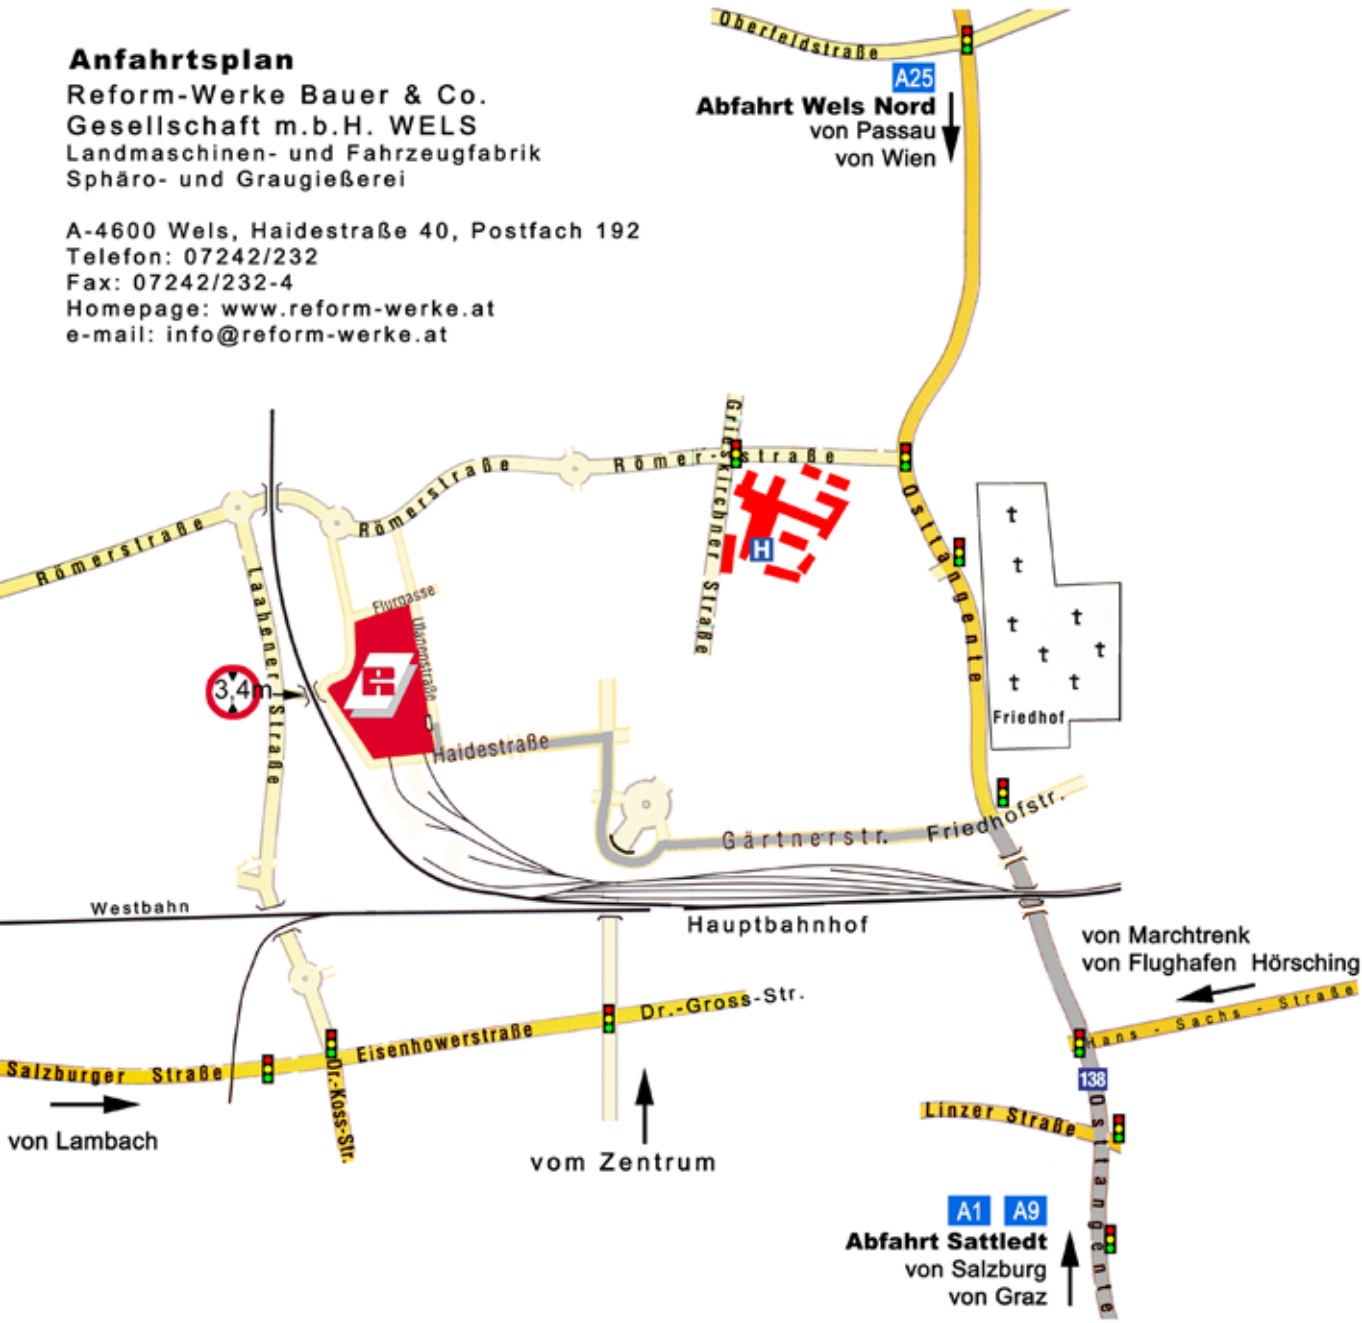 Anfahrtsplan
Reform-Werke Bauer & Co.
Gesellschaft m.b.H. WELS
Landmaschinen- und Fahrzeugfabrik
Sphäro- und Graugießerei
A-4600 Wels, Haidestraße 40, Postfach 192
Telefon: 07242/232
Fax: 07242/232-4
Homepage: www.reform-werke.at
e-mail: info@reform-werke.at
Oberfeldstraße
A25
Abfahrt Wels Nord
von Passau
von Wien
Grieskirchner Straße
Römer-straße
Römerstraße
Römerstraße
Osttangente
H
Laahener Straße
Flurgasse
Ulanenstraße
3,4m
Friedhof
Haidestraße
Gärtnerstr.
Friedhofstr.
Westbahn
Hauptbahnhof
von Marchtrenk
von Flughafen Hörsching
Hans-Sachs-Straße
Dr.-Gross-Str.
Eisenhowerstraße
Salzburger Straße
Dr.-Koss-Str.
von Lambach
vom Zentrum
138
Linzer Straße
Osttangente
A1 A9
Abfahrt Sattledt
von Salzburg
von Graz